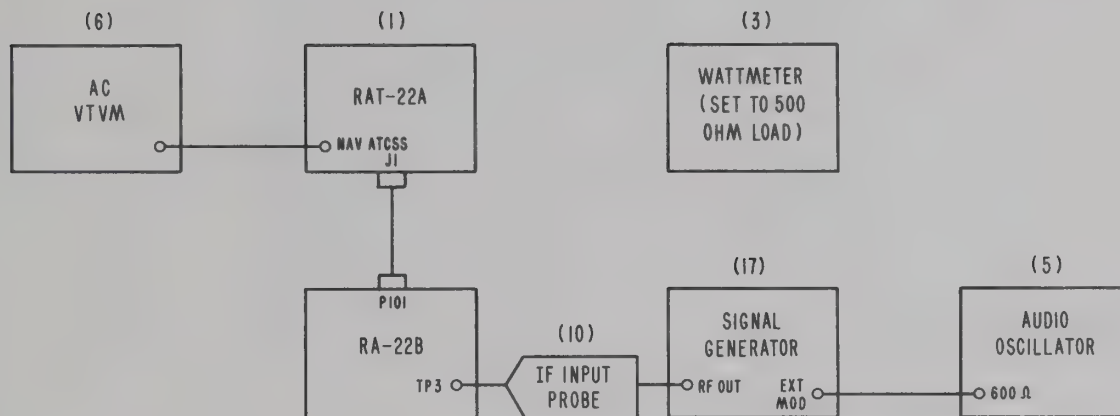 (6)
AC
VTVM
(1)
RAT-22A
NAV ATCSS
J1
(3)
WATTMETER
(SET TO 500
OHM LOAD)
P101
RA-22B
TP3
(10)
IF INPUT
PROBE
(17)
SIGNAL
GENERATOR
RF OUT
EXT
MOD
(5)
AUDIO
OSCILLATOR
600 Ω